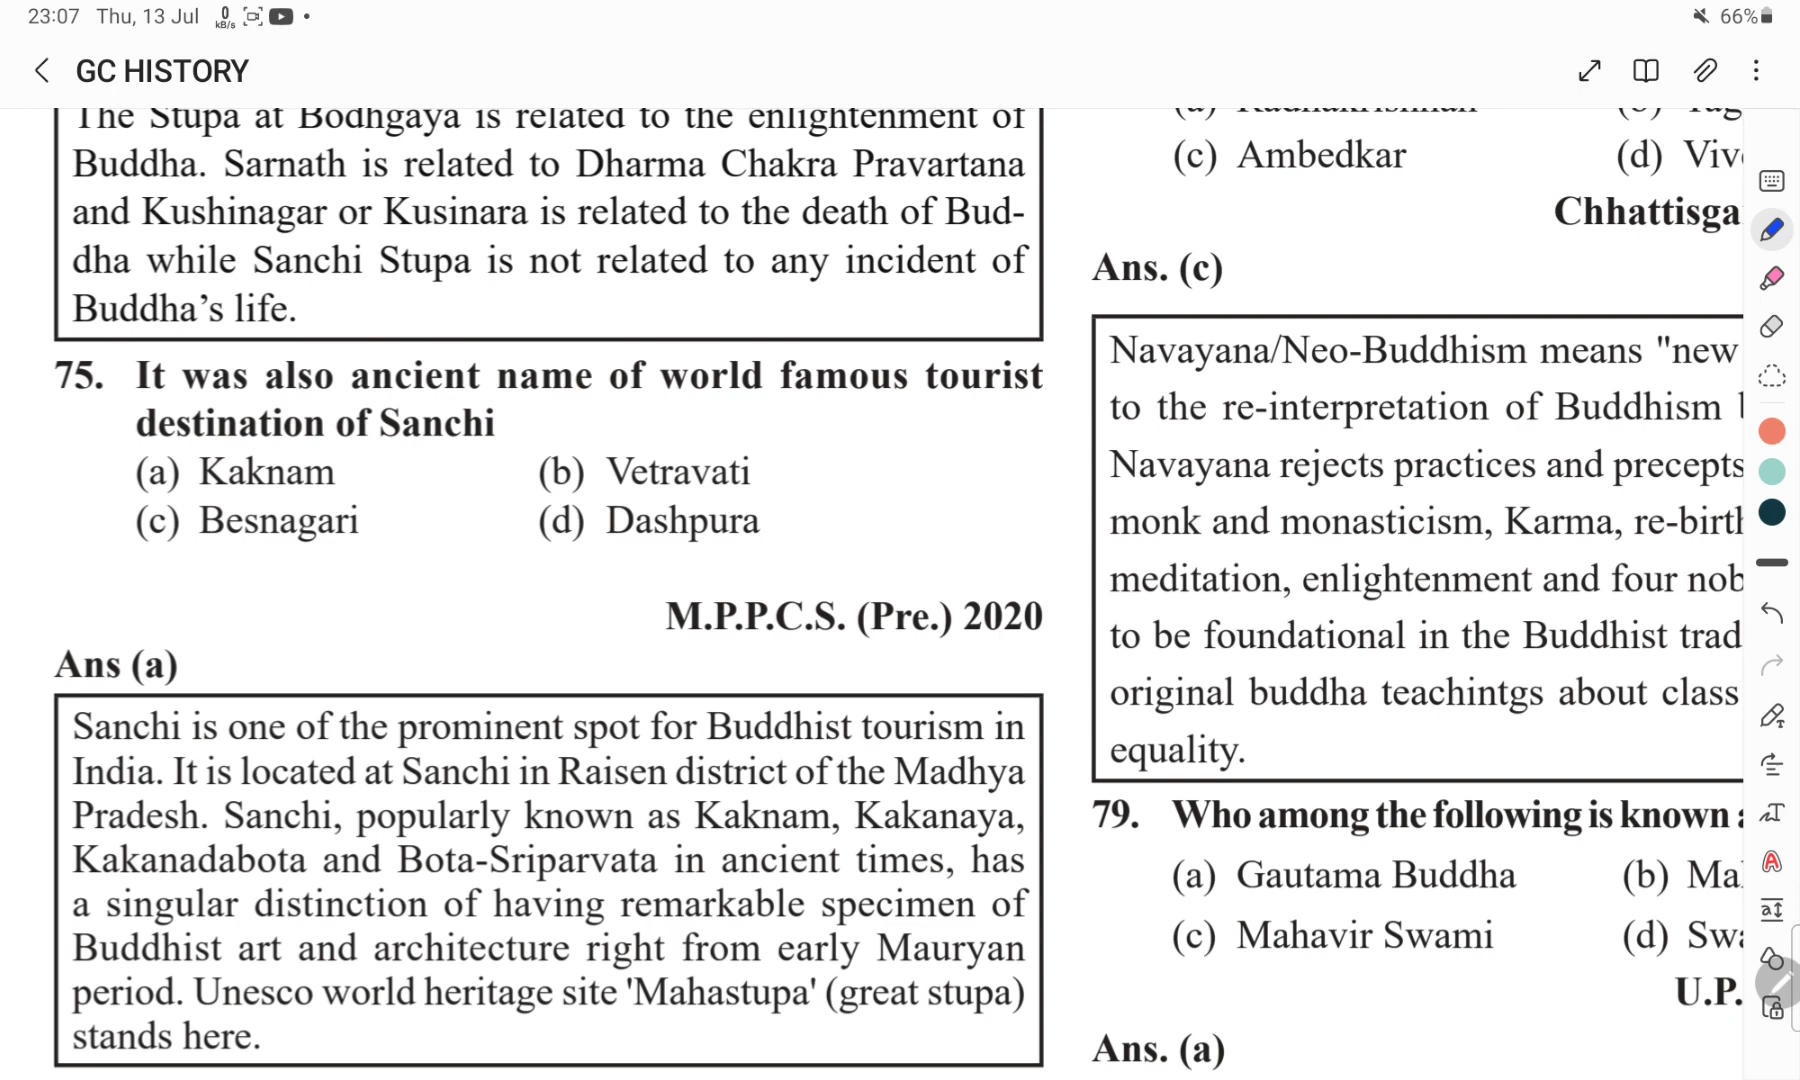 23:07 Thu, 13 Jul 0 kB/s 66%
GC HISTORY
The Stupa at Bodhgaya is related to the enlightenment of
Buddha. Sarnath is related to Dharma Chakra Pravartana
and Kushinagar or Kusinara is related to the death of Bud-
dha while Sanchi Stupa is not related to any incident of
Buddha’s life.
75. It was also ancient name of world famous tourist
destination of Sanchi
(a) Kaknam (b) Vetravati
(c) Besnagari (d) Dashpura
M.P.P.C.S. (Pre.) 2020
Ans (a)
Sanchi is one of the prominent spot for Buddhist tourism in
India. It is located at Sanchi in Raisen district of the Madhya
Pradesh. Sanchi, popularly known as Kaknam, Kakanaya,
Kakanadabota and Bota-Sriparvata in ancient times, has
a singular distinction of having remarkable specimen of
Buddhist art and architecture right from early Mauryan
period. Unesco world heritage site 'Mahastupa' (great stupa)
stands here.
(c) Ambedkar (d)
Ans. (c)
Navayana/Neo-Buddhism means "new
to the re-interpretation of Buddhism
Navayana rejects practices and precepts
monk and monasticism, Karma, re-birth
meditation, enlightenment and four
to be foundational in the Buddhist
original buddha teachintgs about class
equality.
79. Who among the following is known
(a) Gautama Buddha (b)
(c) Mahavir Swami (d)
U.P.
Ans. (a)